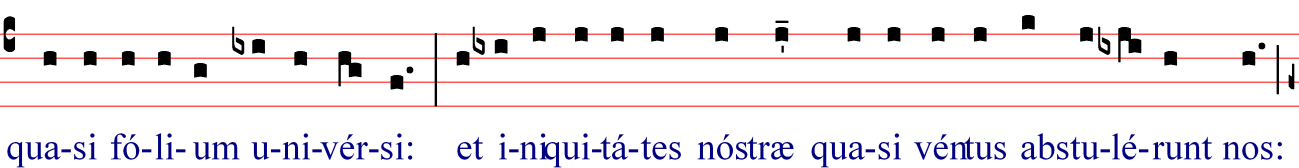 qua-si fó-li-um u-ni-vér-si: et i-niqui-tá-tes nóstræ qua-si véntus abstu-lé-runt nos: